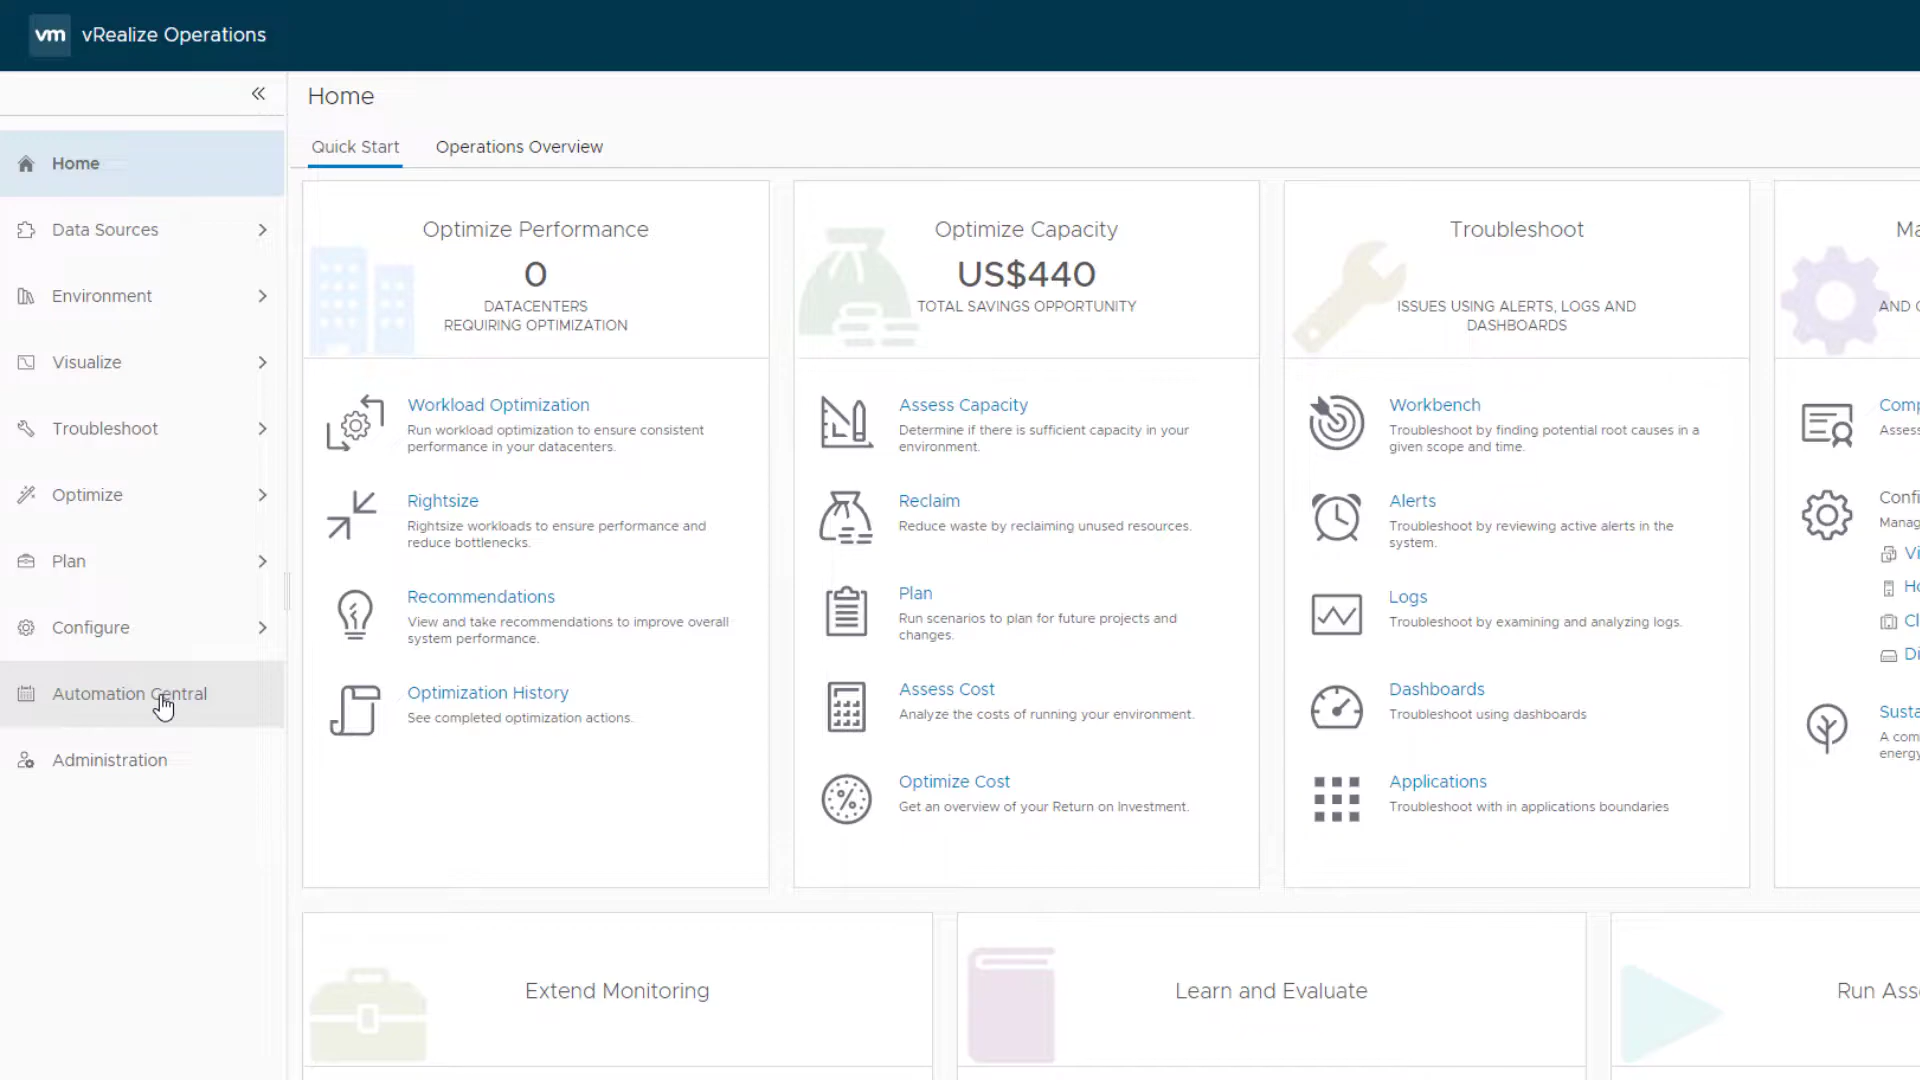 vm vRealize Operations
Home
Quick Start
Operations Overview
Home
Data Sources
Environment
Visualize
Troubleshoot
Optimize
Plan
Configure
Automation Central
Administration
Optimize Performance
0
DATACENTERS
REQUIRING OPTIMIZATION
Workload Optimization
Run workload optimization to ensure consistent
performance in your datacenters.
Rightsize
Rightsize workloads to ensure performance and
reduce bottlenecks.
Recommendations
View and take recommendations to improve overall
system performance.
Optimization History
See completed optimization actions.
Optimize Capacity
US$440
TOTAL SAVINGS OPPORTUNITY
Assess Capacity
Determine if there is sufficient capacity in your
environment.
Reclaim
Reduce waste by reclaiming unused resources.
Plan
Run scenarios to plan for future projects and
changes.
Assess Cost
Analyze the costs of running your environment.
Optimize Cost
Get an overview of your Return on Investment.
Troubleshoot
ISSUES USING ALERTS, LOGS AND
DASHBOARDS
Workbench
Troubleshoot by finding potential root causes in a
given scope and time.
Alerts
Troubleshoot by reviewing active alerts in the
system.
Logs
Troubleshoot by examining and analyzing logs.
Dashboards
Troubleshoot using dashboards
Applications
Troubleshoot with in applications boundaries
Ma
AND C
Comp
Assess
Confi
Manag
Vi
Ho
Cl
Di
Susta
A com
energy
Extend Monitoring
Learn and Evaluate
Run Asse